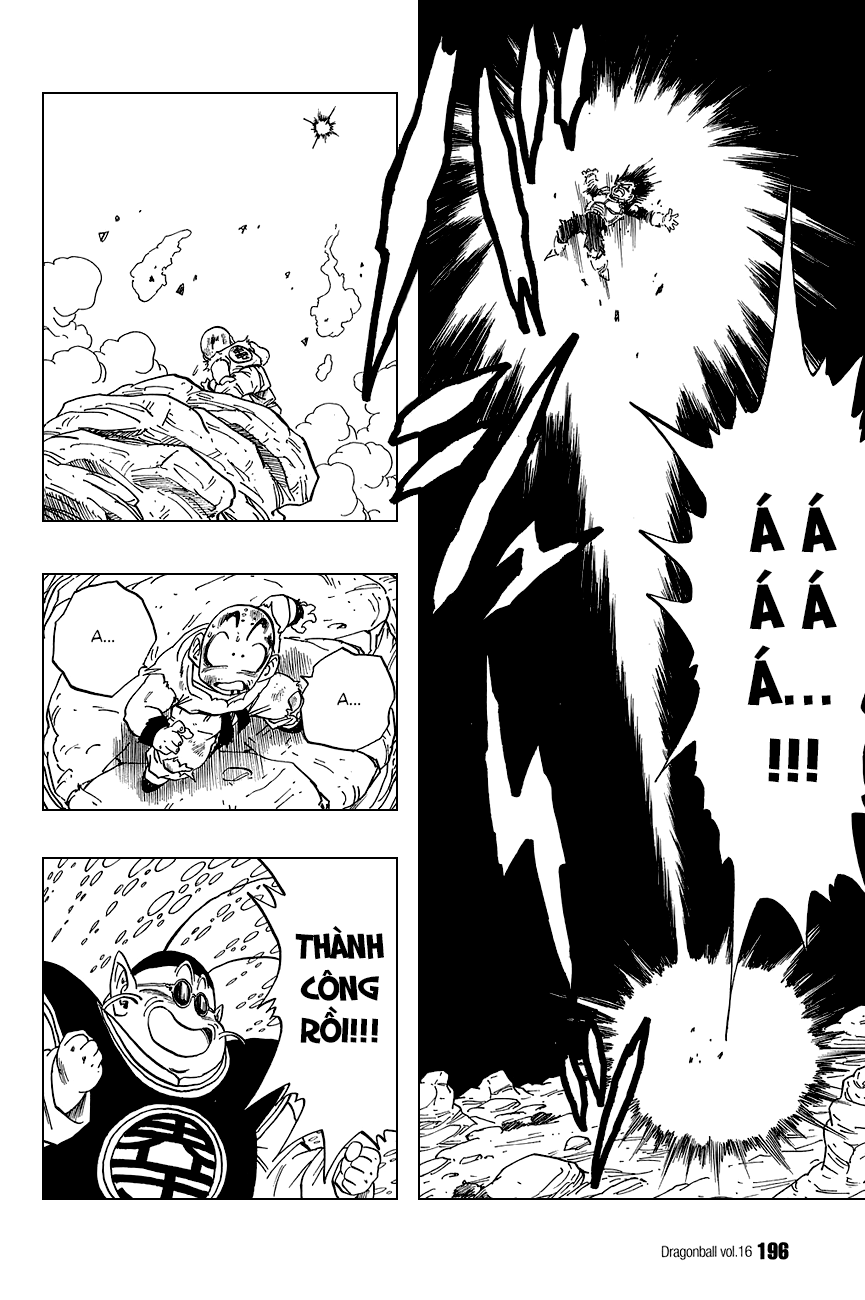 Á Á
Á Á
Á...
!!!
A...
A...
THÀNH
CÔNG
RỒI!!!
Dragonball vol.16 196